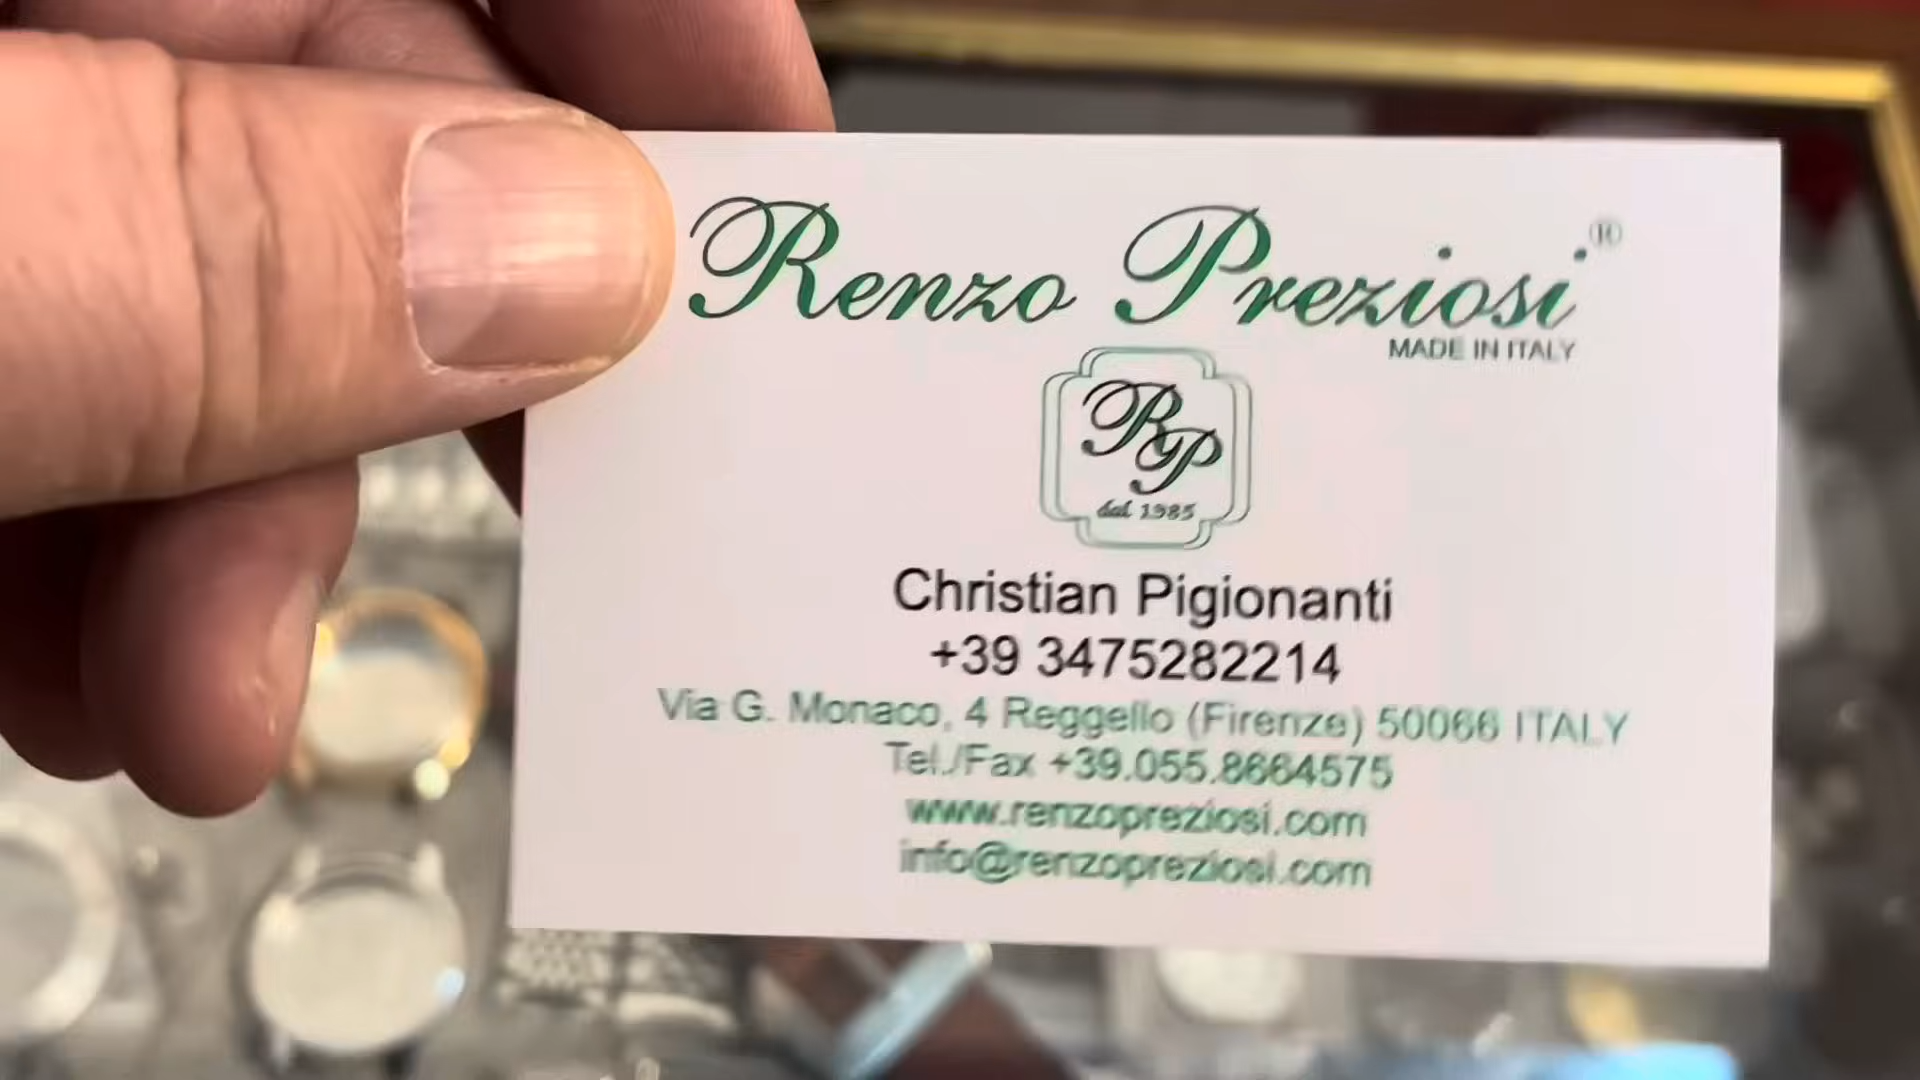 Renzo Preziosi®
MADE IN ITALY
RP
dal 1985
Christian Pigionanti
+39 3475282214
Via G. Monaco, 4 Reggello (Firenze) 50066 ITALY
Tel./Fax +39.055.8664575
www.renzopreziosi.com
info@renzopreziosi.com